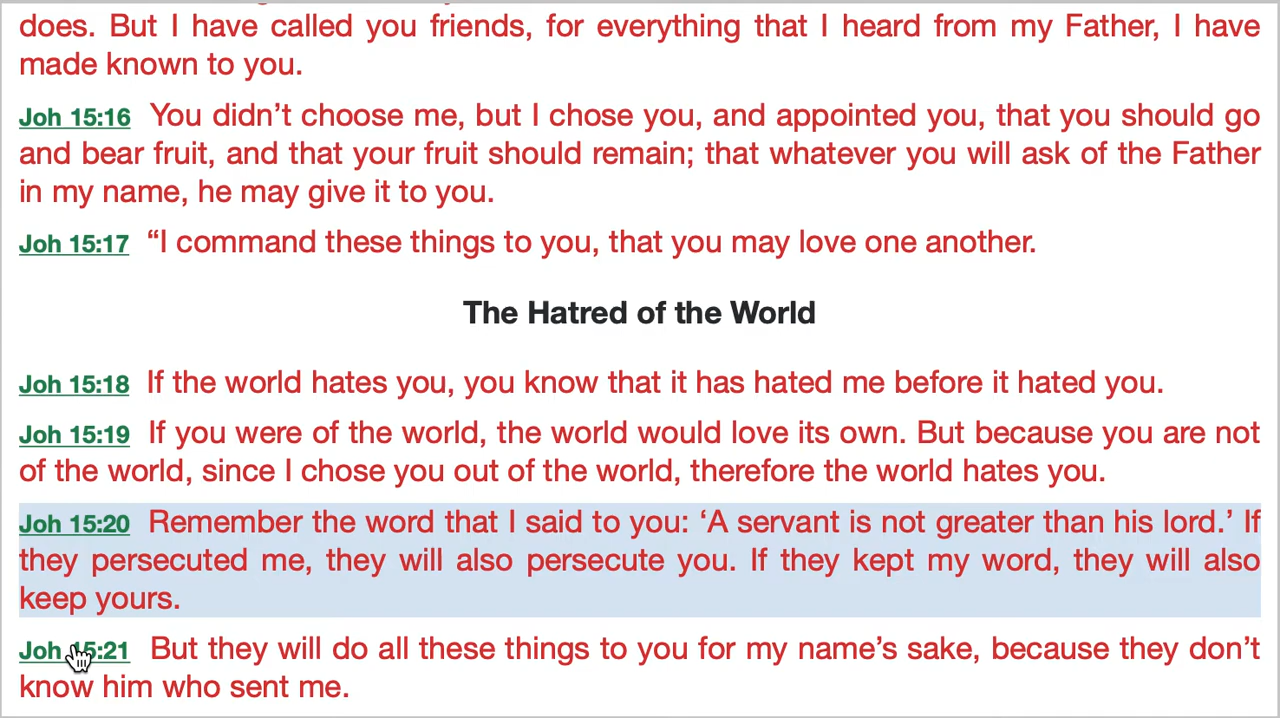 does. But I have called you friends, for everything that I heard from my Father, I have
made known to you.
Joh 15:16 You didn’t choose me, but I chose you, and appointed you, that you should go
and bear fruit, and that your fruit should remain; that whatever you will ask of the Father
in my name, he may give it to you.
Joh 15:17 “I command these things to you, that you may love one another.
The Hatred of the World
Joh 15:18 If the world hates you, you know that it has hated me before it hated you.
Joh 15:19 If you were of the world, the world would love its own. But because you are not
of the world, since I chose you out of the world, therefore the world hates you.
Joh 15:20 Remember the word that I said to you: ‘A servant is not greater than his lord.’ If
they persecuted me, they will also persecute you. If they kept my word, they will also
keep yours.
Joh 15:21 But they will do all these things to you for my name’s sake, because they don’t
know him who sent me.